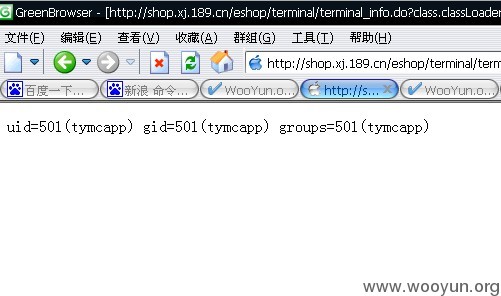 GreenBrowser - [http://shop.xj.189.cn/eshop/terminal/terminal_info.do?class.classLoade
文件(F) 编辑(E) 查看(V) 收藏(A) 群组(G) 工具(T) 帮助(H)
http://shop.xj.189.cn/eshop/terminal/term
百度一下... 新浪 命令... WooYun.o... http://s... WooYun.o...
uid=501(tymcapp) gid=501(tymcapp) groups=501(tymcapp)
www.wooyun.org